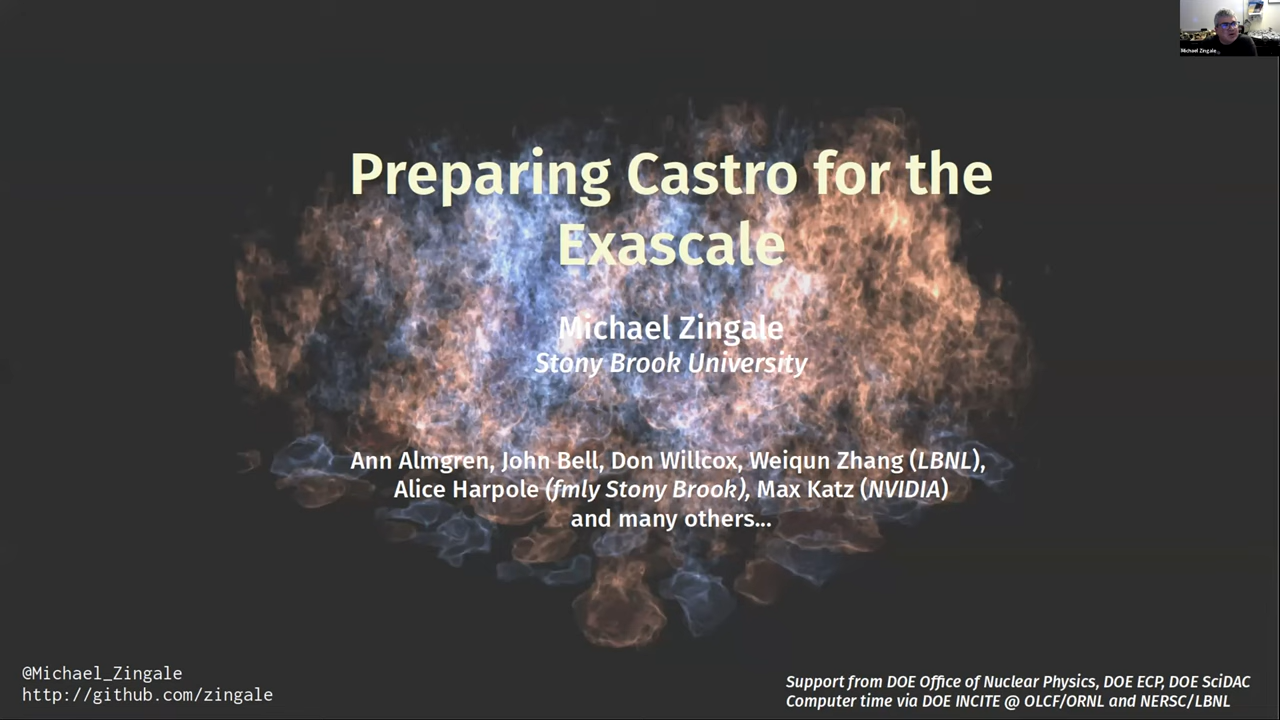 Michael Zingale
Preparing Castro for the
Exascale
Michael Zingale
Stony Brook University
Ann Almgren, John Bell, Don Willcox, Weiqun Zhang (LBNL),
Alice Harpole (fmly Stony Brook), Max Katz (NVIDIA)
and many others...
@Michael_Zingale
http://github.com/zingale
Support from DOE Office of Nuclear Physics, DOE ECP, DOE SciDAC
Computer time via DOE INCITE @ OLCF/ORNL and NERSC/LBNL